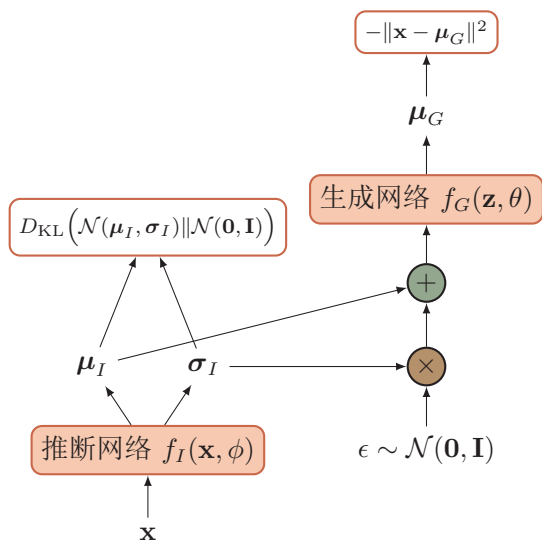 −‖x − μ_G‖²
μ_G
生成网络 f_G(z, θ)
D_KL(N(μ_I, σ_I)‖N(0, I))
+
μ_I σ_I ×
推断网络 f_I(x, ϕ) ϵ ∼ N(0, I)
x